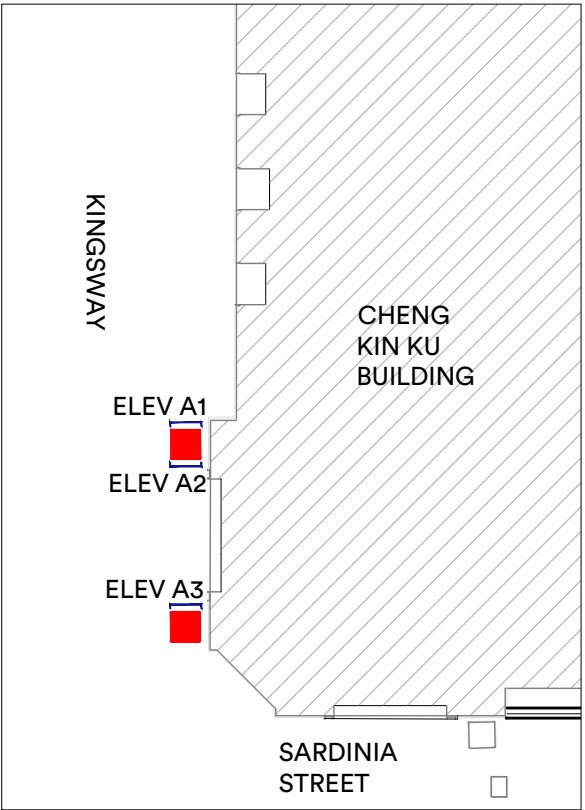 KINGSWAY
CHENG
KIN KU
BUILDING
ELEV A1
ELEV A2
ELEV A3
SARDINIA
STREET